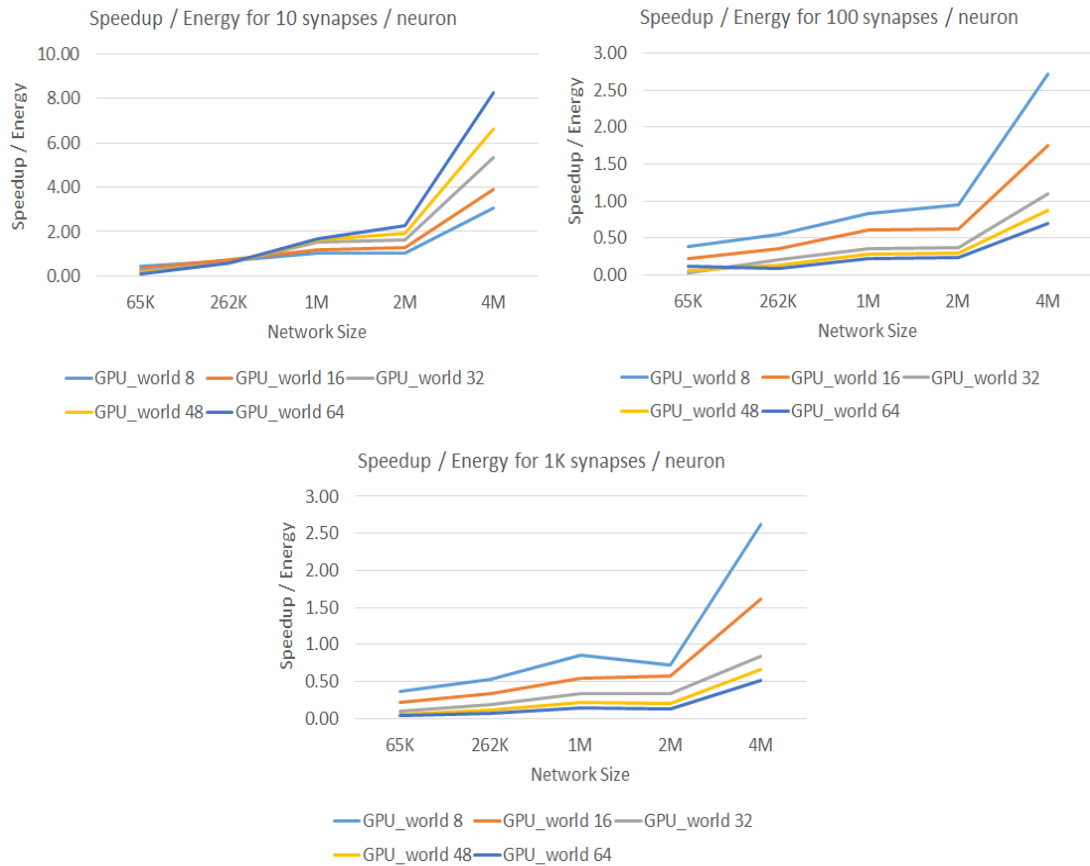 Speedup / Energy for 10 synapses / neuron
10.00
8.00
6.00
4.00
2.00
0.00
Speedup / Energy
65K 262K 1M 2M 4M
Network Size
GPU_world 8 GPU_world 16 GPU_world 32
GPU_world 48 GPU_world 64
Speedup / Energy for 100 synapses / neuron
3.00
2.50
2.00
1.50
1.00
0.50
0.00
Speedup / Energy
65K 262K 1M 2M 4M
Network Size
GPU_world 8 GPU_world 16 GPU_world 32
GPU_world 48 GPU_world 64
Speedup / Energy for 1K synapses / neuron
3.00
2.50
2.00
1.50
1.00
0.50
0.00
Speedup / Energy
65K 262K 1M 2M 4M
Network Size
GPU_world 8 GPU_world 16 GPU_world 32
GPU_world 48 GPU_world 64